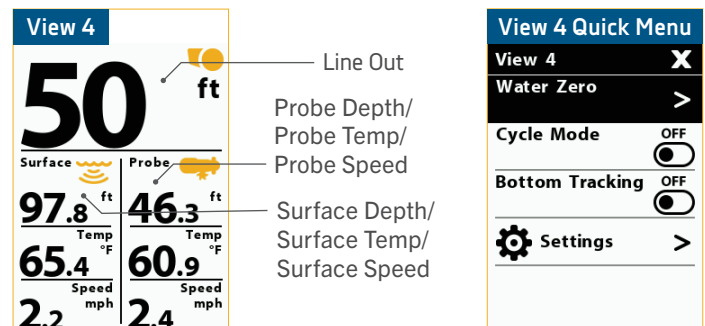 View 4
50
ft
Line Out
Probe Depth/
Probe Temp/
Probe Speed
Surface Depth/
Surface Temp/
Surface Speed
Surface
Probe
97.8 ft
46.3 ft
Temp
Temp
65.4 °F
60.9 °F
Speed
Speed
2.2 mph
2.4 mph
View 4 Quick Menu
View 4 X
Water Zero >
Cycle Mode OFF
Bottom Tracking OFF
Settings >